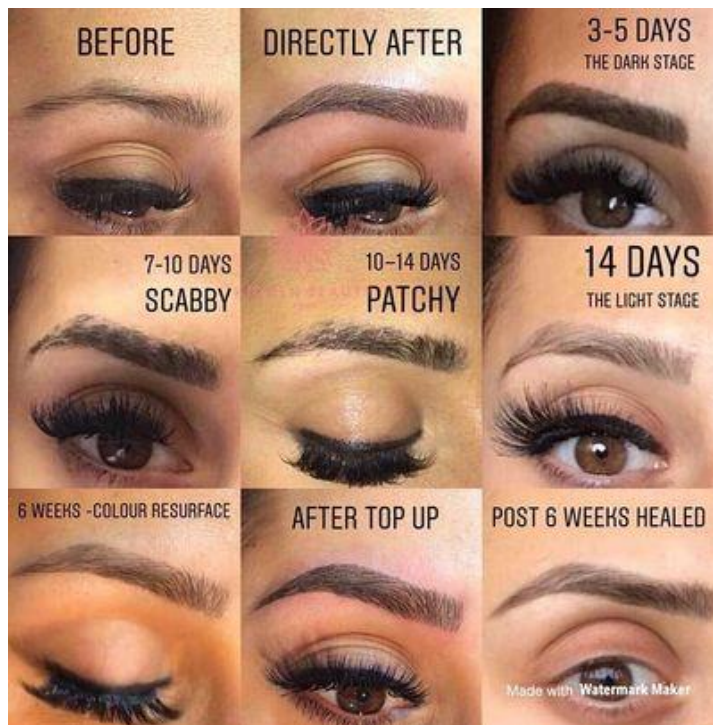 BEFORE
DIRECTLY AFTER
3-5 DAYS
THE DARK STAGE
7-10 DAYS
SCABBY
10-14 DAYS
PATCHY
14 DAYS
THE LIGHT STAGE
6 WEEKS -COLOUR RESURFACE
AFTER TOP UP
POST 6 WEEKS HEALED
Made with Watermark Maker